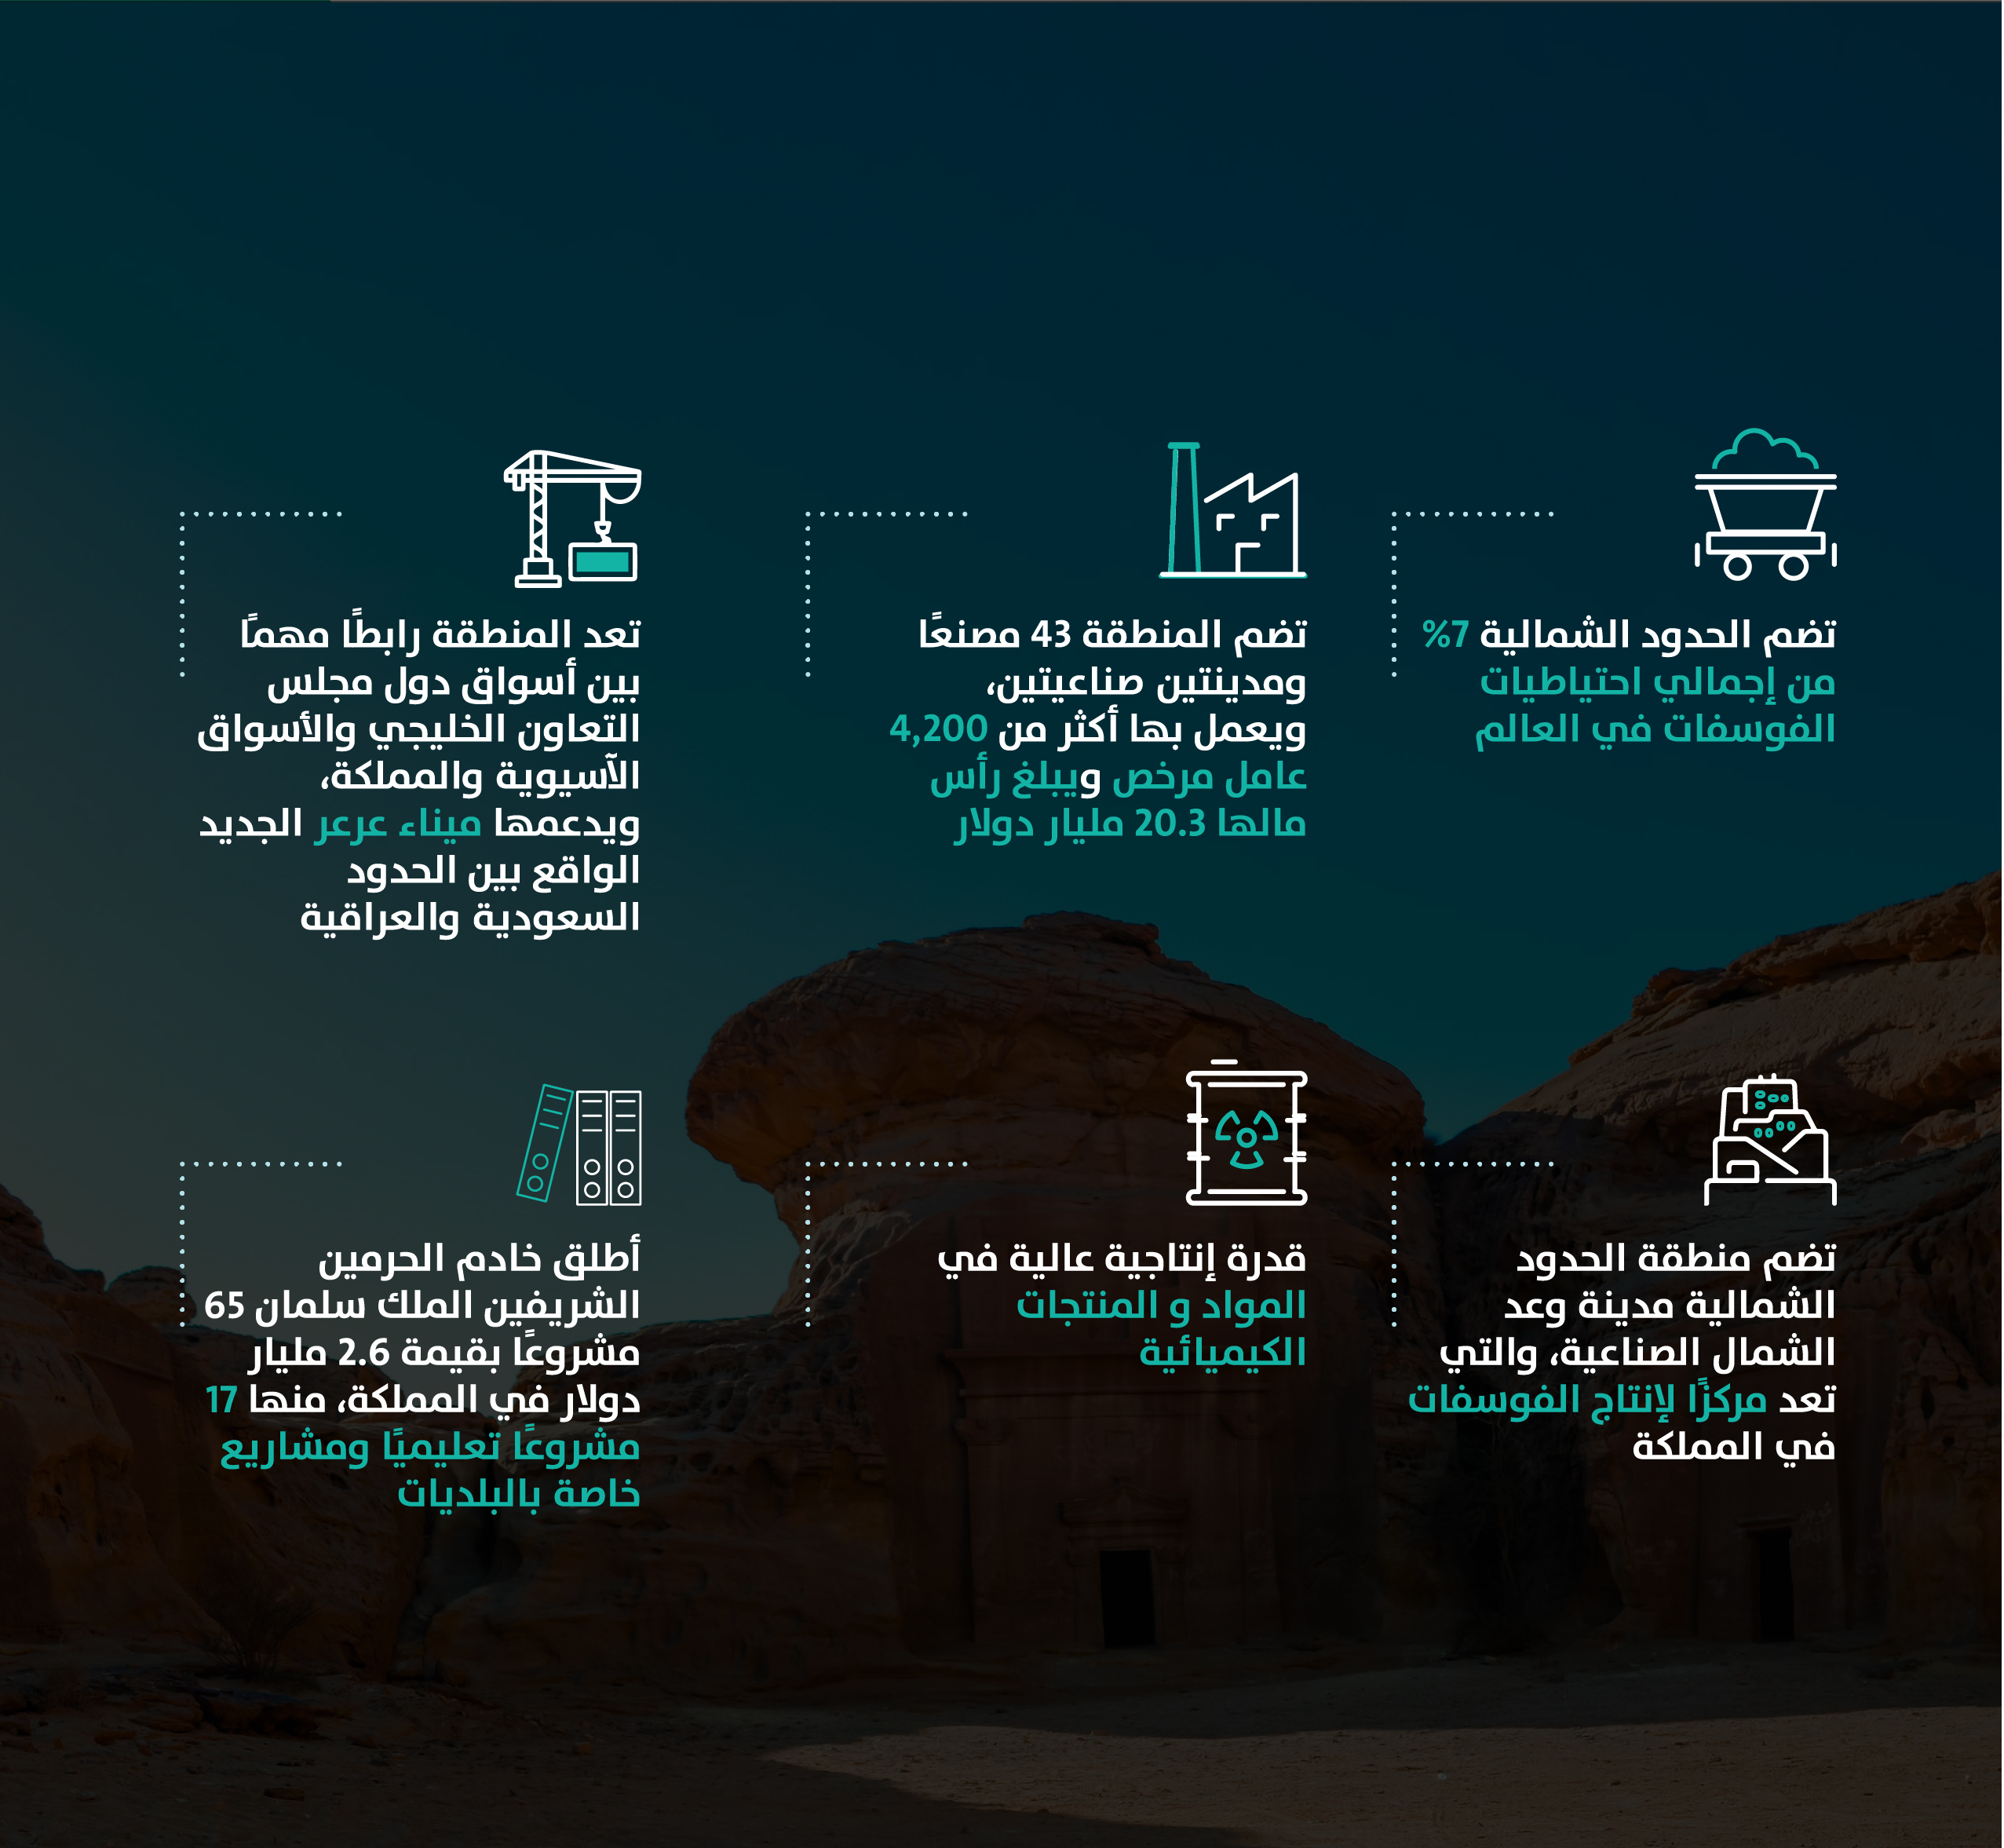 تضم الحدود الشمالية 7%
من إجمالي احتياطيات
الفوسفات في العالم
تضم المنطقة 43 مصنعًا
ومدينتين صناعيتين،
ويعمل بها أكثر من 4,200
عامل مرخص ويبلغ رأس
مالها 20.3 مليار دولار
تعد المنطقة رابطًا مهمًا
بين أسواق دول مجلس
التعاون الخليجي والأسواق
الآسيوية والمملكة،
ويدعمها ميناء عرعر الجديد
الواقع بين الحدود
السعودية والعراقية
تضم منطقة الحدود
الشمالية مدينة وعد
الشمال الصناعية، والتي
تعد مركزًا لإنتاج الفوسفات
في المملكة
قدرة إنتاجية عالية في
المواد و المنتجات
الكيميائية
أطلق خادم الحرمين
الشريفين الملك سلمان 65
مشروعًا بقيمة 2.6 مليار
دولار في المملكة، منها 17
مشروعًا تعليميًا ومشاريع
خاصة بالبلديات